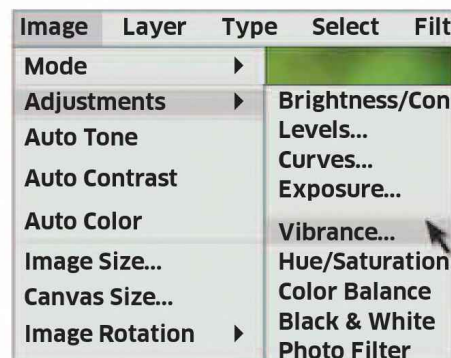 Image Layer Type Select Filt
Mode
Adjustments
Auto Tone
Auto Contrast
Auto Color
Image Size...
Canvas Size...
Image Rotation
Brightness/Con
Levels...
Curves...
Exposure...
Vibrance...
Hue/Saturation
Color Balance
Black & White
Photo Filter